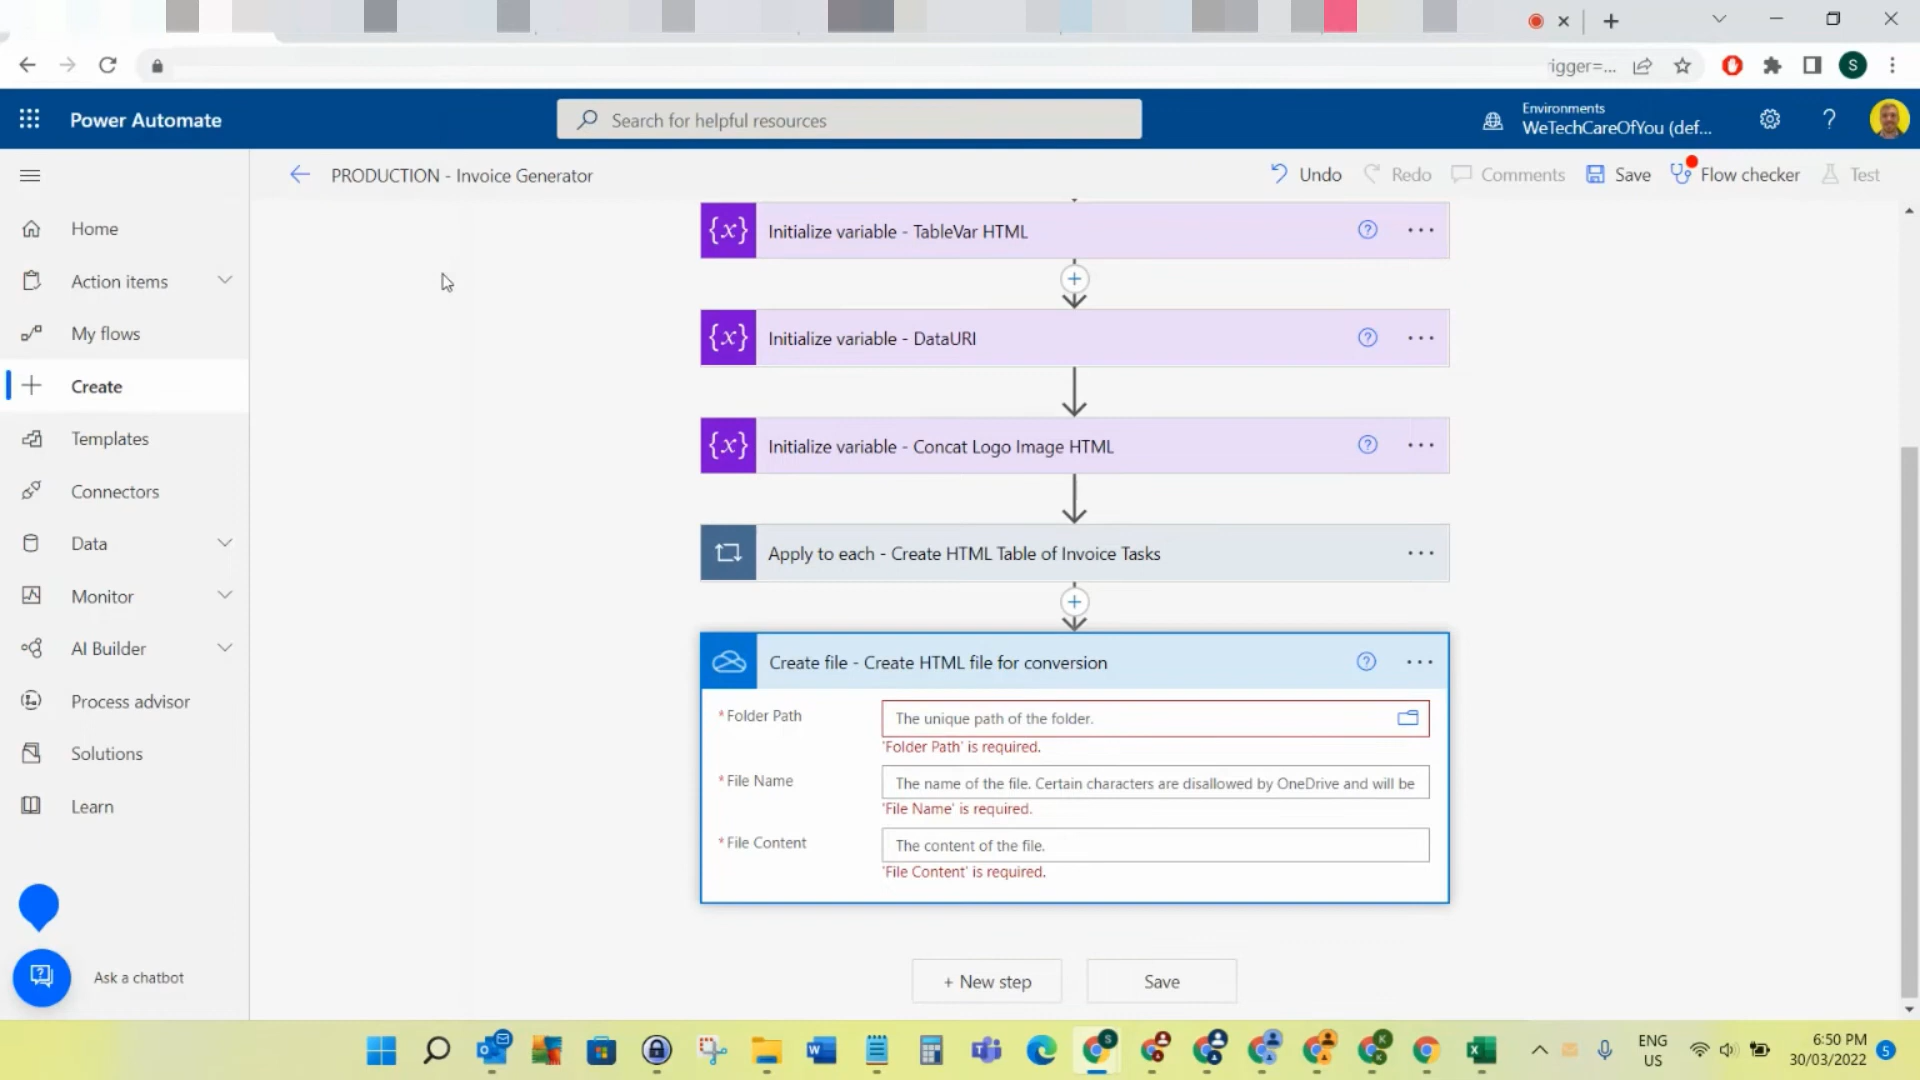 rigger=...
S
Power Automate
Search for helpful resources
Environments
WeTechCareOfYou (def...
?
PRODUCTION - Invoice Generator
Undo
Redo
Comments
Save
Flow checker
Test
Home
Action items
My flows
Create
Templates
Connectors
Data
Monitor
AI Builder
Process advisor
Solutions
Learn
Ask a chatbot
{x} Initialize variable - TableVar HTML ? ...
{x} Initialize variable - DataURI ? ...
{x} Initialize variable - Concat Logo Image HTML ? ...
Apply to each - Create HTML Table of Invoice Tasks ...
Create file - Create HTML file for conversion ? ...
* Folder Path
The unique path of the folder.
'Folder Path' is required.
* File Name
The name of the file. Certain characters are disallowed by OneDrive and will be
'File Name' is required.
* File Content
The content of the file.
'File Content' is required.
+ New step
Save
ENG
US
6:50 PM
30/03/2022
5